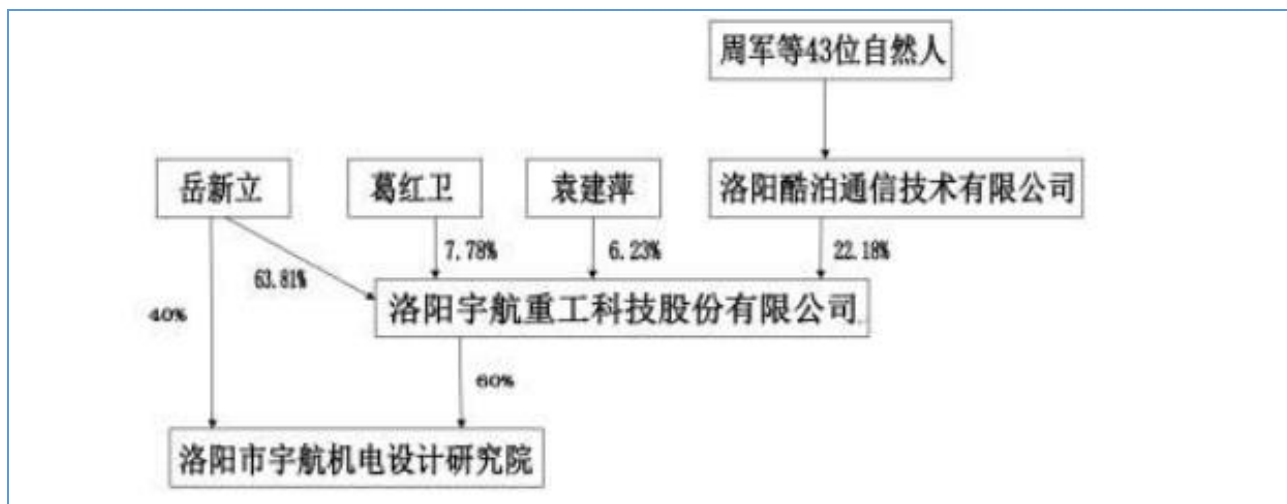 周军等43位自然人
岳新立
葛红卫
袁建萍
洛阳酷泊通信技术有限公司
7.78%
6.23%
22.18%
63.81%
洛阳宇航重工科技股份有限公司
40%
60%
洛阳市宇航机电设计研究院